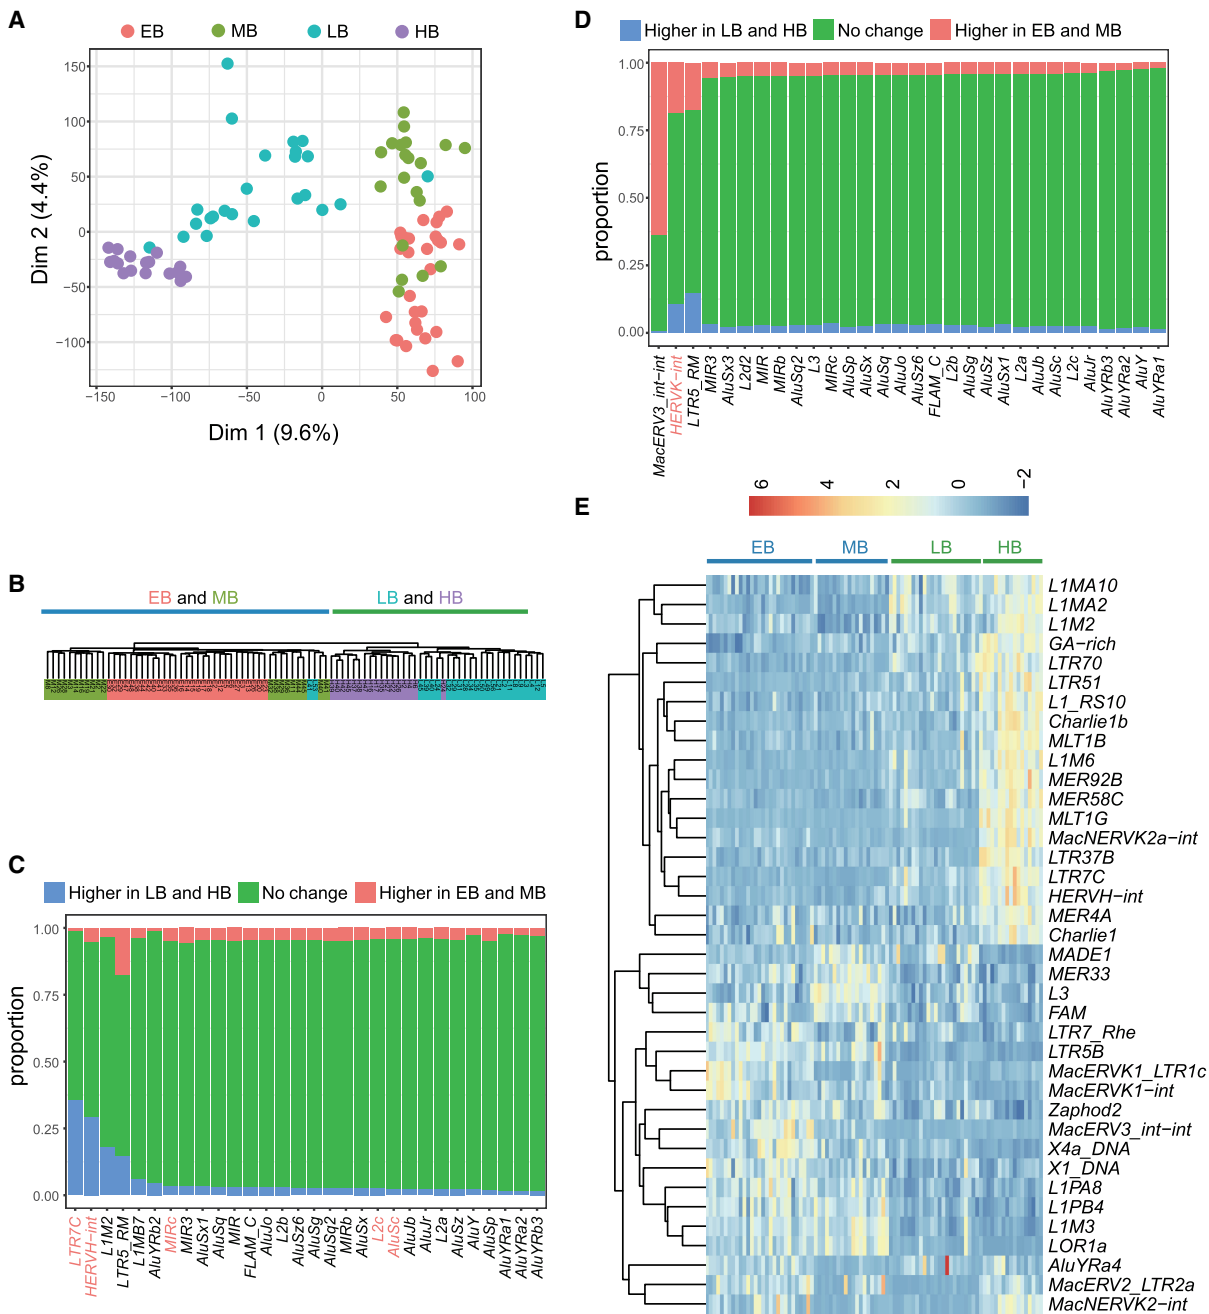 A
EB MB LB HB
150
100
50
0
−50
−100
−150 −100 −50 0 50 100
Dim 2 (4.4%)
Dim 1 (9.6%)
B
EB and MB LB and HB
C
Higher in LB and HB No change Higher in EB and MB
1.00
0.75
0.50
0.25
0.00
proportion
LTR7C
HERVH−int
L1M2
LTR5_RM
L1MB7
AluYRb2
MIRc
MIR3
AluSx1
AluSq
MIR
FLAM_C
AluJo
L2b
AluSz6
AluSg
AluSq2
MIRb
AluSx
L2c
AluSc
AluJb
AluJr
L2a
AluSz
AluY
AluSp
AluYRa1
AluYRa2
AluYRb3
D
Higher in LB and HB No change Higher in EB and MB
1.00
0.75
0.50
0.25
0.00
proportion
MacERV3_int−int
HERVK−int
LTR5_RM
MIR3
AluSx3
L2d2
MIR
MIRb
AluSq2
L3
MIRc
AluSp
AluSx
AluSq
AluJo
AluSz6
FLAM_C
L2b
AluSg
AluSz
AluSx1
L2a
AluJb
AluSc
L2c
AluJr
AluYRb3
AluYRa2
AluY
AluYRa1
E
6 4 2 0 −2
EB MB LB HB
L1MA10
L1MA2
L1M2
GA−rich
LTR70
LTR51
L1_RS10
Charlie1b
MLT1B
L1M6
MER92B
MER58C
MLT1G
MacNERVK2a−int
LTR37B
LTR7C
HERVH−int
MER4A
Charlie1
MADE1
MER33
L3
FAM
LTR7_Rhe
LTR5B
MacERVK1_LTR1c
MacERVK1−int
Zaphod2
MacERV3_int−int
X4a_DNA
X1_DNA
L1PA8
L1PB4
L1M3
LOR1a
AluYRa4
MacERV2_LTR2a
MacNERVK2−int